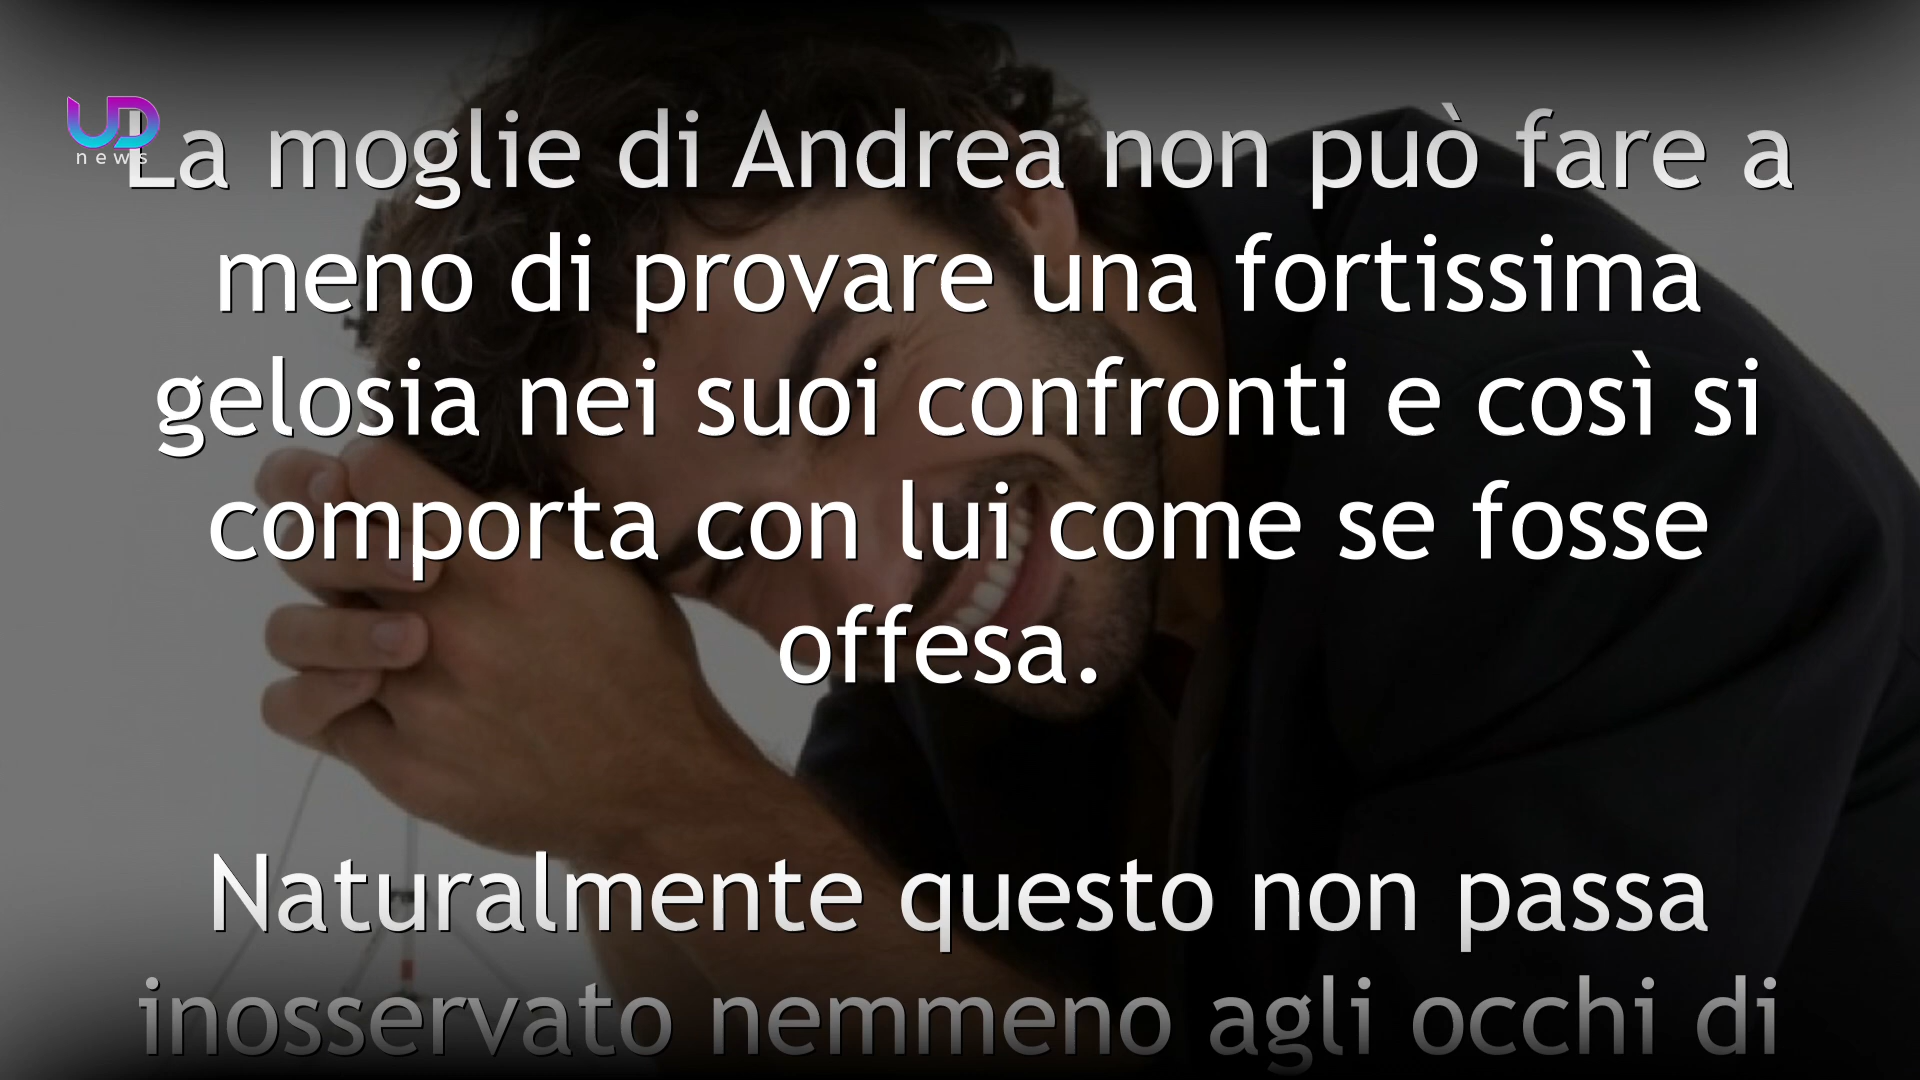 UD
news
La moglie di Andrea non può fare a
meno di provare una fortissima
gelosia nei suoi confronti e così si
comporta con lui come se fosse
offesa.
Naturalmente questo non passa
inosservato nemmeno agli occhi di